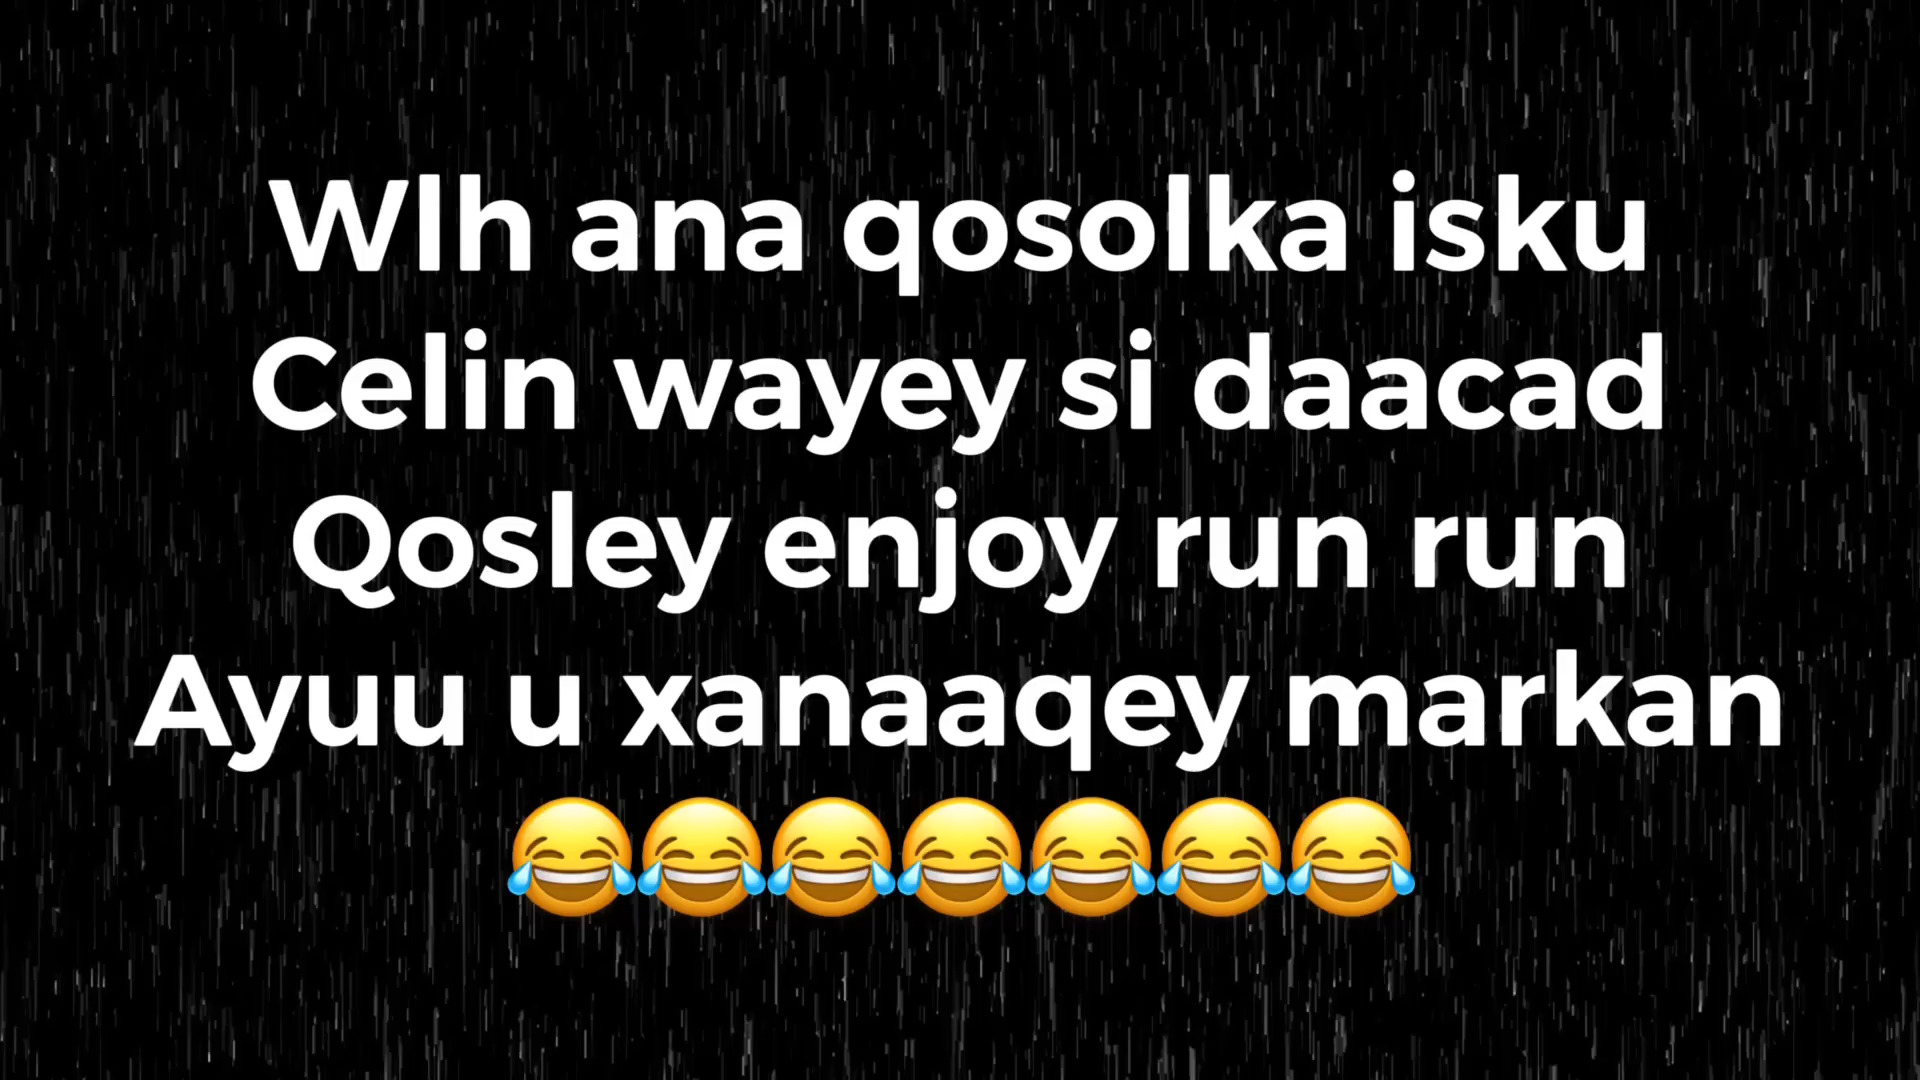 Wlh ana qosolka isku
Celin wayey si daacad
Qosley enjoy run run
Ayuu u xanaaqey markan
😂😂😂😂😂😂😂